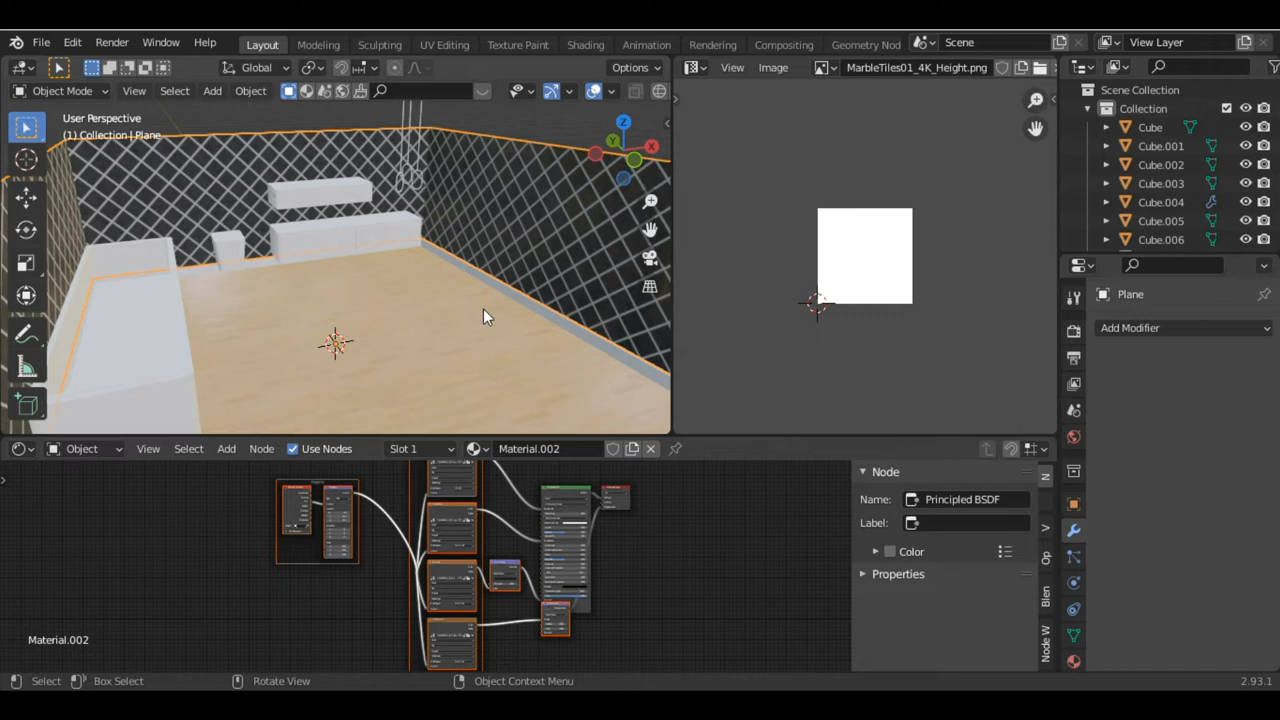 File Edit Render Window Help Layout Modeling Sculpting UV Editing Texture Paint Shading Animation Rendering Compositing Geometry Nod Scene View Layer
Global Options View Image MarbleTiles01_4K_Height.png
Object Mode View Select Add Object
Scene Collection
Collection
Cube
Cube.001
Cube.002
Cube.003
Cube.004
Cube.005
Cube.006
User Perspective
(1) Collection | Plane
Z
Y
X
Plane
Add Modifier
Object View Select Add Node Use Nodes Slot 1 Material.002
Node
Name: Principled BSDF
Label:
Color
Properties
N
V
Op
Blen
Node W
Material.002
Select Box Select Rotate View Object Context Menu 2.93.1